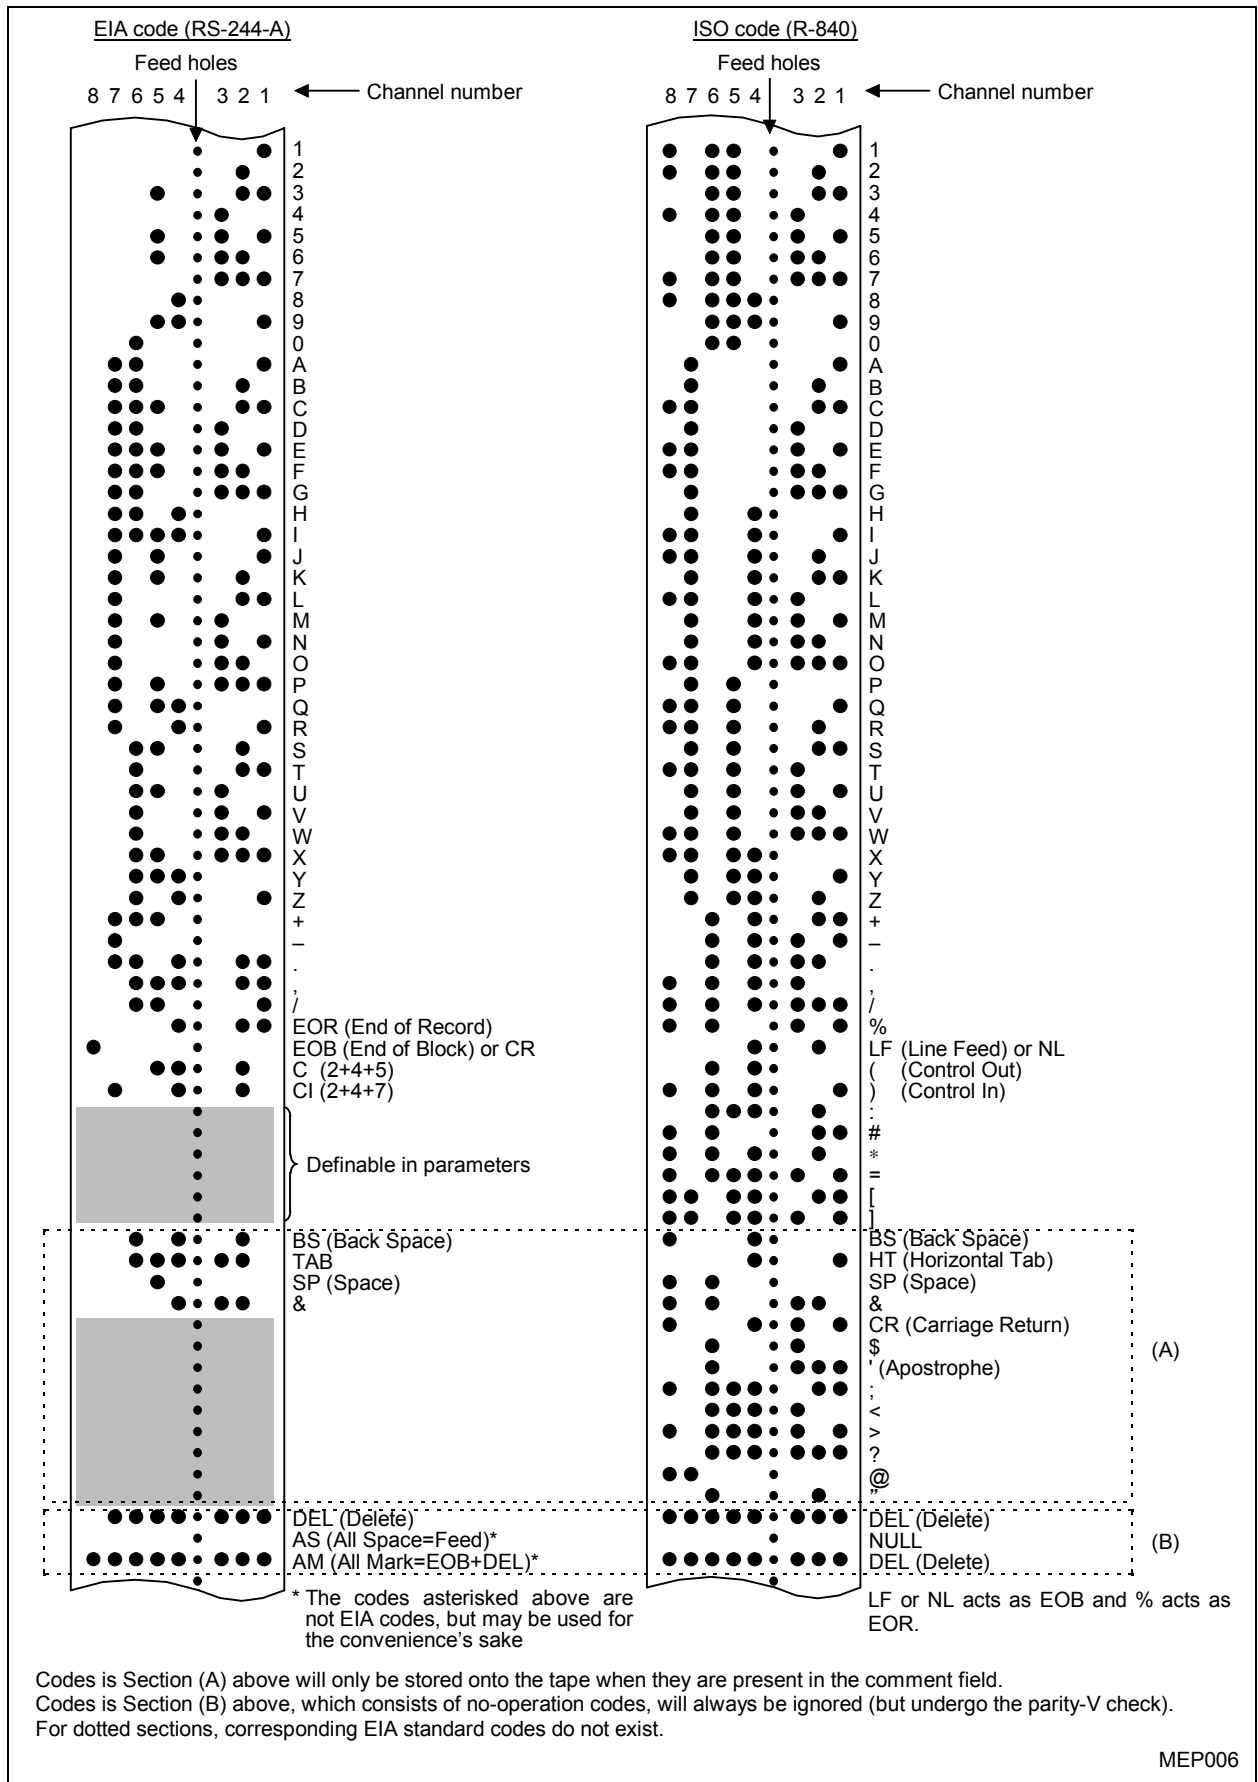 EIA code (RS-244-A)
Feed holes
8 7 6 5 4 3 2 1 Channel number
1
2
3
4
5
6
7
8
9
0
A
B
C
D
E
F
G
H
I
J
K
L
M
N
O
P
Q
R
S
T
U
V
W
X
Y
Z
+
–
.
,
/
EOR (End of Record)
EOB (End of Block) or CR
C (2+4+5)
CI (2+4+7)
Definable in parameters
BS (Back Space)
TAB
SP (Space)
&
DEL (Delete)
AS (All Space=Feed)*
AM (All Mark=EOB+DEL)*
* The codes asterisked above are
not EIA codes, but may be used for
the convenience's sake
ISO code (R-840)
Feed holes
8 7 6 5 4 3 2 1 Channel number
1
2
3
4
5
6
7
8
9
0
A
B
C
D
E
F
G
H
I
J
K
L
M
N
O
P
Q
R
S
T
U
V
W
X
Y
Z
+
–
.
,
/
%
LF (Line Feed) or NL
( (Control Out)
) (Control In)
:
#
*
=
[
]
BS (Back Space)
HT (Horizontal Tab)
SP (Space)
&
CR (Carriage Return)
$
' (Apostrophe)
;
<
>
?
@
”
(A)
DEL (Delete)
NULL
DEL (Delete)
(B)
LF or NL acts as EOB and % acts as
EOR.
Codes is Section (A) above will only be stored onto the tape when they are present in the comment field.
Codes is Section (B) above, which consists of no-operation codes, will always be ignored (but undergo the parity-V check).
For dotted sections, corresponding EIA standard codes do not exist.
MEP006